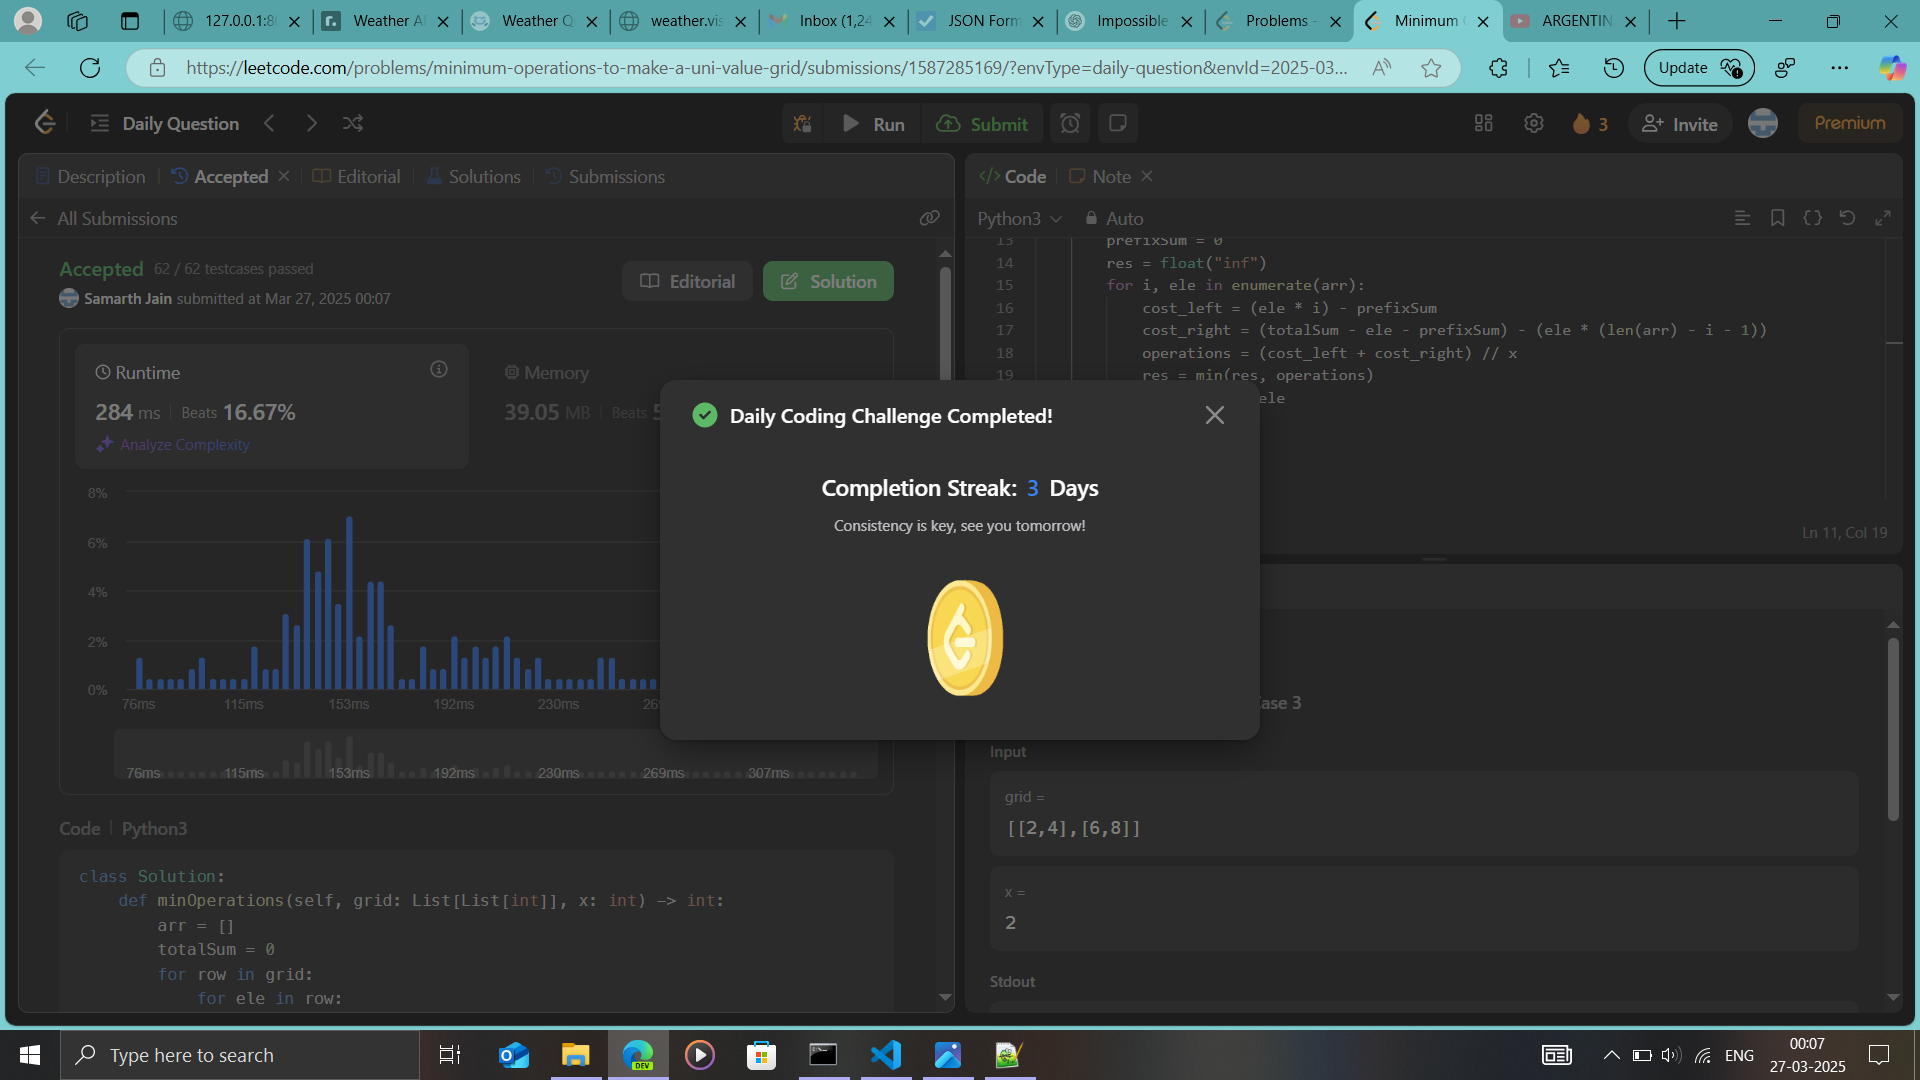 127.0.0.1:8
Weather A
Weather Q
weather.vis
Inbox (1,24
JSON Form
Impossible
Problems -
Minimum
ARGENTIN
https://leetcode.com/problems/minimum-operations-to-make-a-uni-value-grid/submissions/1587285169/?envType=daily-question&envId=2025-03...
Update
Daily Question
Run
Submit
3
Invite
Premium
Description
Accepted
Editorial
Solutions
Submissions
All Submissions
Accepted 62 / 62 testcases passed
Samarth Jain submitted at Mar 27, 2025 00:07
Editorial
Solution
Runtime
284 ms Beats 16.67%
Analyze Complexity
Memory
39.05 MB Beats 5
8%
6%
4%
2%
0%
76ms 115ms 153ms 192ms 230ms 26
76ms 115ms 153ms 192ms 230ms 269ms 307ms
Code Python3
class Solution:
def minOperations(self, grid: List[List[int]], x: int) -> int:
arr = []
totalSum = 0
for row in grid:
for ele in row:
Daily Coding Challenge Completed!
Completion Streak: 3 Days
Consistency is key, see you tomorrow!
</> Code
Note
Python3
Auto
13 prefixSum = 0
14 res = float("inf")
15 for i, ele in enumerate(arr):
16 cost_left = (ele * i) - prefixSum
17 cost_right = (totalSum - ele - prefixSum) - (ele * (len(arr) - i - 1))
18 operations = (cost_left + cost_right) // x
19 res = min(res, operations)
ele
Ln 11, Col 19
ase 3
Input
grid =
[[2,4],[6,8]]
x =
2
Stdout
Type here to search
DEV
ENG
00:07
27-03-2025